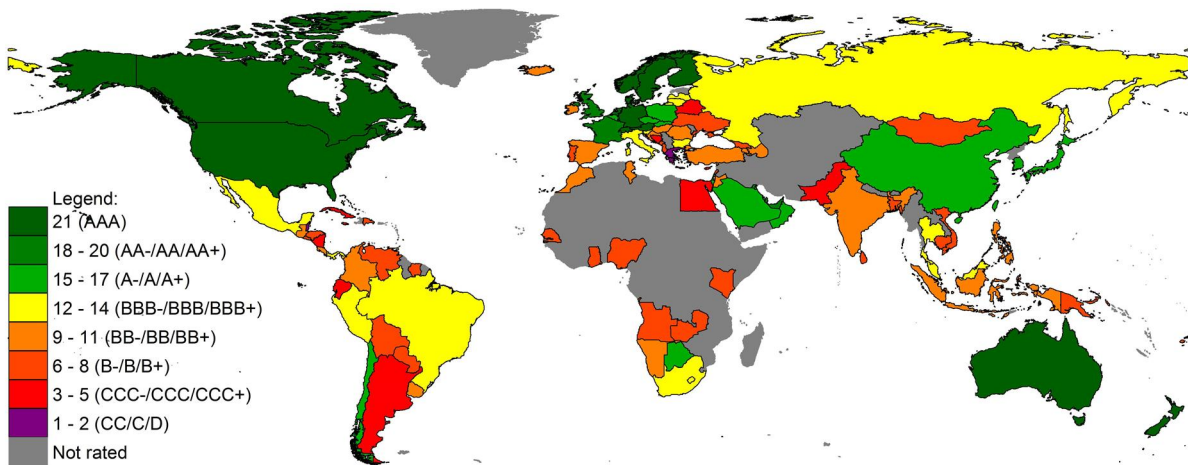 Legend:
21 (AAA)
18 - 20 (AA-/AA/AA+)
15 - 17 (A-/A/A+)
12 - 14 (BBB-/BBB/BBB+)
9 - 11 (BB-/BB/BB+)
6 - 8 (B-/B/B+)
3 - 5 (CCC-/CCC/CCC+)
1 - 2 (CC/C/D)
Not rated